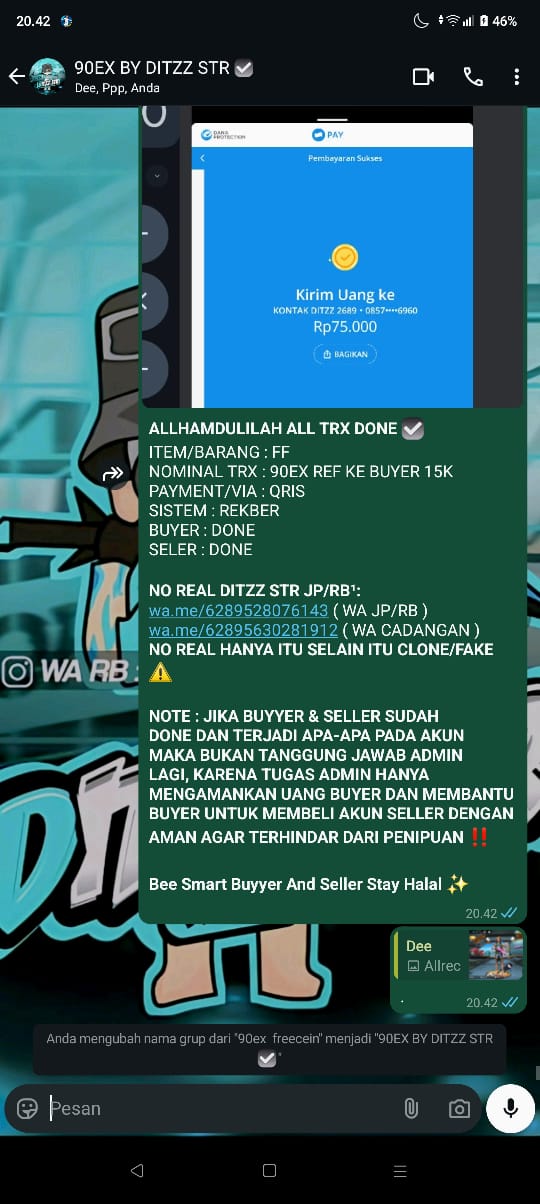 20.42
46%
90EX BY DITZZ STR ☑
Dee, Ppp, Anda
DANA PROTECTION
PAY
Pembayaran Sukses
Kirim Uang ke
KONTAK DITZZ 2689 • 0857••••6960
Rp75.000
BAGIKAN
ALLHAMDULILAH ALL TRX DONE ☑
ITEM/BARANG : FF
NOMINAL TRX : 90EX REF KE BUYER 15K
PAYMENT/VIA : QRIS
SISTEM : REKBER
BUYER : DONE
SELER : DONE
NO REAL DITZZ STR JP/RB¹:
wa.me/6289528076143 ( WA JP/RB )
wa.me/62895630281912 ( WA CADANGAN )
NO REAL HANYA ITU SELAIN ITU CLONE/FAKE
⚠️
NOTE : JIKA BUYYER & SELLER SUDAH
DONE DAN TERJADI APA-APA PADA AKUN
MAKA BUKAN TANGGUNG JAWAB ADMIN
LAGI, KARENA TUGAS ADMIN HANYA
MENGAMANKAN UANG BUYER DAN MEMBANTU
BUYER UNTUK MEMBELI AKUN SELLER DENGAN
AMAN AGAR TERHINDAR DARI PENIPUAN ‼️
Bee Smart Buyyer And Seller Stay Halal ✨
20.42
WA RB :
Dee
Allrec
.
20.42
Anda mengubah nama grup dari "90ex freecein" menjadi "90EX BY DITZZ STR
☑"
Pesan